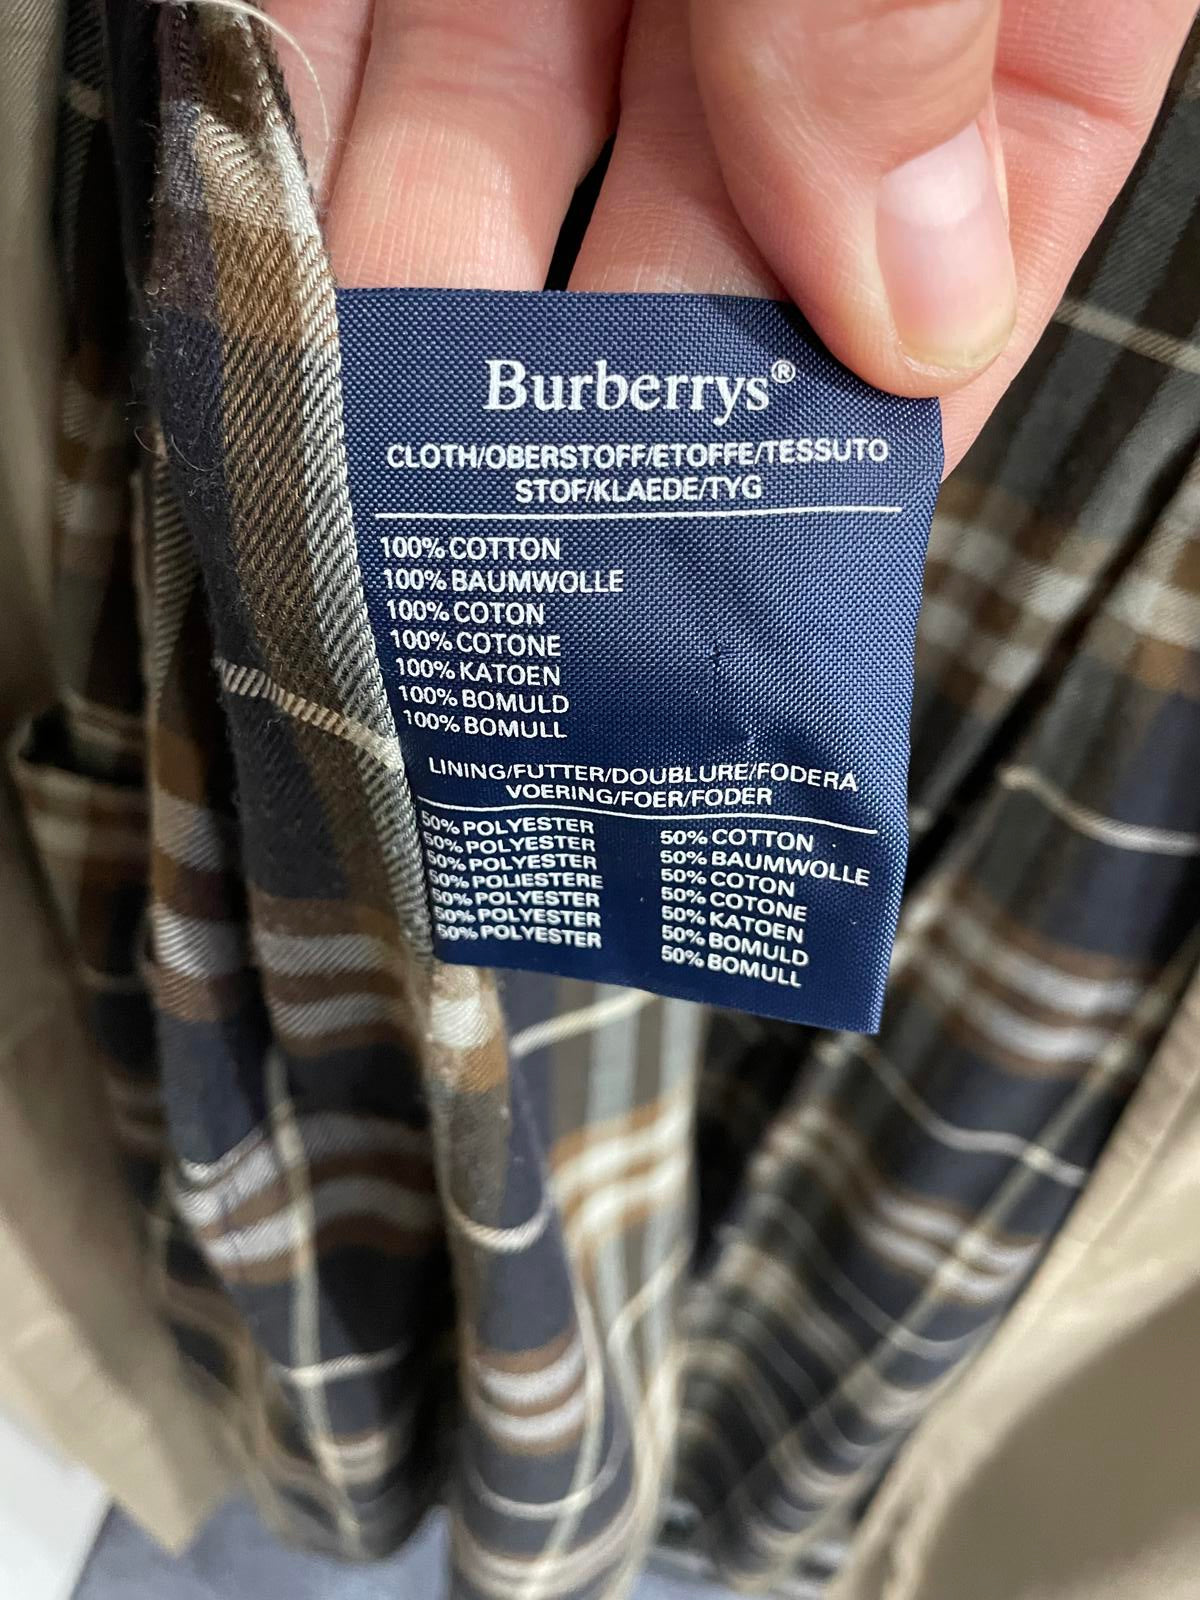 Burberrys®
CLOTH/OBERSTOFF/ETOFFE/TESSUTO
STOF/KLAEDE/TYG
100% COTTON
100% BAUMWOLLE
100% COTON
100% COTONE
100% KATOEN
100% BOMULD
100% BOMULL
LINING/FUTTER/DOUBLURE/FODERA
VOERING/FOER/FODER
50% POLYESTER 50% COTTON
50% POLYESTER 50% BAUMWOLLE
50% POLYESTER 50% COTON
50% POLIESTERE 50% COTONE
50% POLYESTER 50% KATOEN
50% POLYESTER 50% BOMULD
50% POLYESTER 50% BOMULL